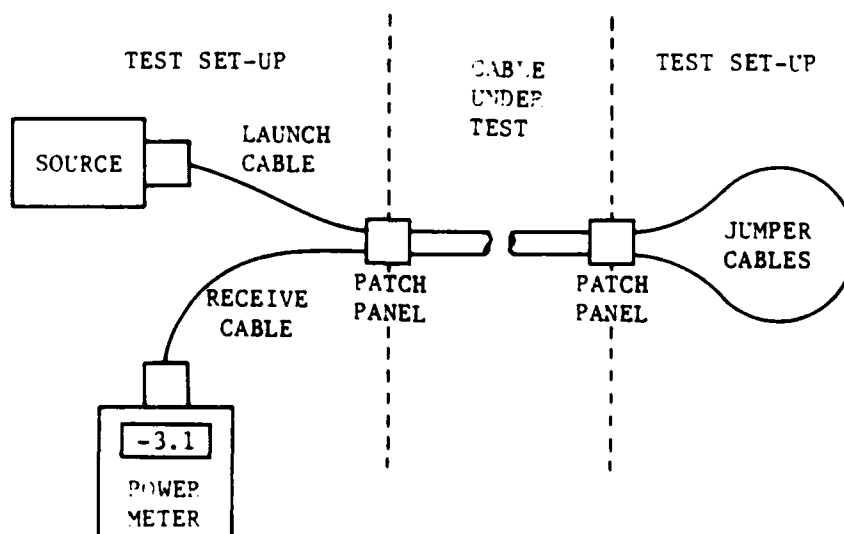 TEST SET-UP
CABLE
UNDER
TEST
TEST SET-UP
LAUNCH
CABLE
SOURCE
JUMPER
CABLES
PATCH
PANEL
PATCH
PANEL
RECEIVE
CABLE
-3.1
POWER
METER